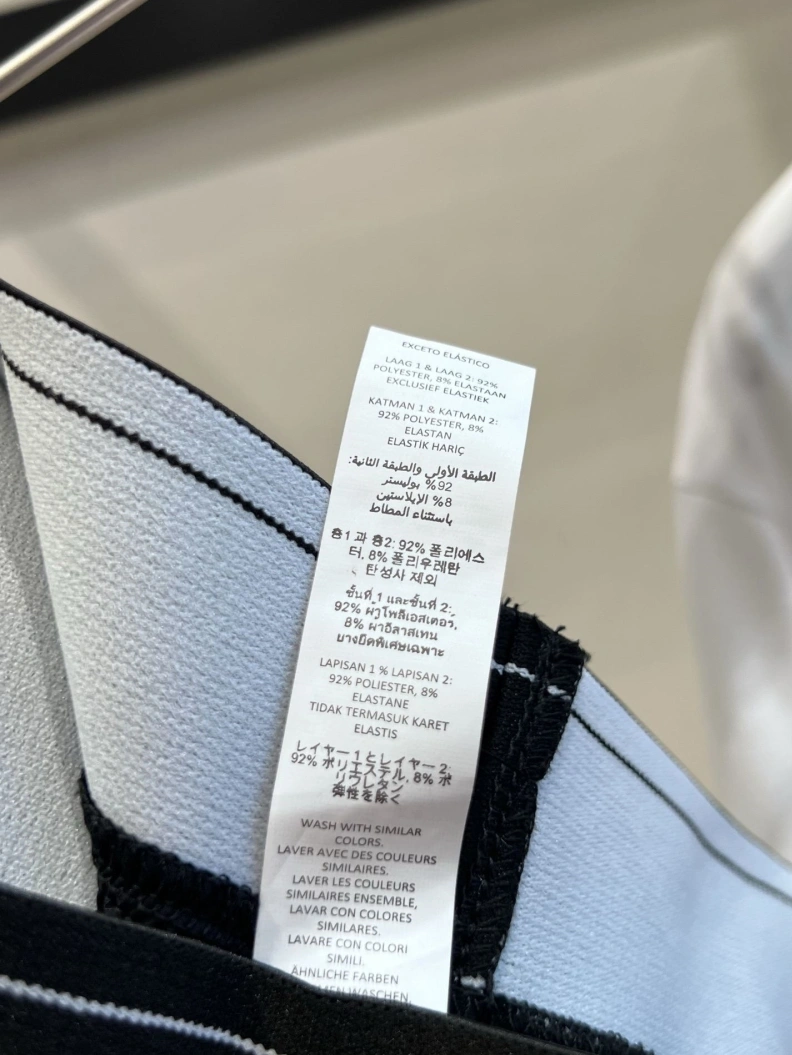 EXCETO ELÁSTICO
LAAG 1 & LAAG 2: 92%
POLYESTER, 8% ELASTAAN
EXCLUSIEF ELASTIEK
KATMAN 1 & KATMAN 2:
92% POLYESTER, 8%
ELASTAN
ELASTİK HARİÇ
الطبقة الأولى والطبقة الثانية:
92% بوليستر
8% الإيلاستين
باستثناء المطاط
층1 과 층2: 92% 폴리에스
터, 8% 폴리우레탄
탄성사 제외
ชั้นที่ 1 และชั้นที่ 2:
92% ผ้าโพลีเอสเตอร์,
8% ผ้าอีลาสเทน
ยางยืดพิเศษเฉพาะ
LAPISAN 1 % LAPISAN 2:
92% POLIESTER, 8%
ELASTANE
TIDAK TERMASUK KARET
ELASTIS
レイヤー 1 とレイヤー 2:
92% ポリエステル, 8% ポ
リウレタン
弾性を除く
WASH WITH SIMILAR
COLORS.
LAVER AVEC DES COULEURS
SIMILAIRES.
LAVER LES COULEURS
SIMILAIRES ENSEMBLE,
LAVAR CON COLORES
SIMILARES.
LAVARE CON COLORI
SIMILI.
ÄHNLICHE FARBEN
WASCHEN.